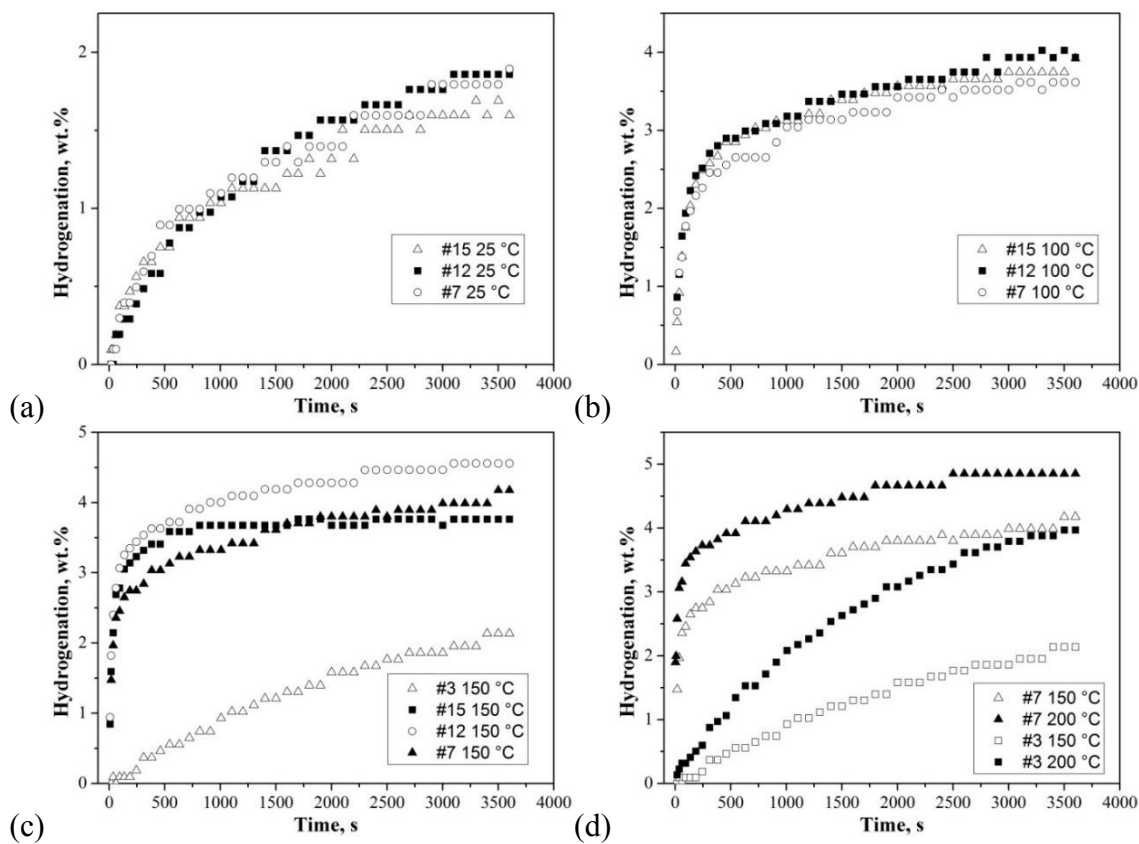 2
1
0
Hydrogenation, wt.%
#15 25 °C
#12 25 °C
#7 25 °C
0 500 1000 1500 2000 2500 3000 3500 4000
Time, s
(a)
4
3
2
1
0
Hydrogenation, wt.%
#15 100 °C
#12 100 °C
#7 100 °C
0 500 1000 1500 2000 2500 3000 3500 4000
Time, s
(b)
5
4
3
2
1
0
Hydrogenation, wt.%
#3 150 °C
#15 150 °C
#12 150 °C
#7 150 °C
0 500 1000 1500 2000 2500 3000 3500 4000
Time, s
(c)
5
4
3
2
1
0
Hydrogenation, wt.%
#7 150 °C
#7 200 °C
#3 150 °C
#3 200 °C
0 500 1000 1500 2000 2500 3000 3500 4000
Time, s
(d)